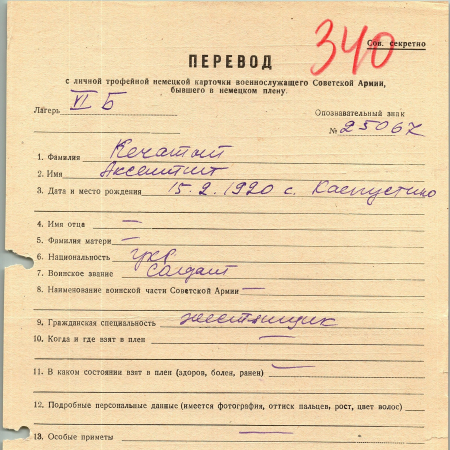 340
Сов. секретно
ПЕРЕВОД
с личной трофейной немецкой карточки военнослужащего Советской Армии,
бывшего в немецком плену.
Лагерь VI Б
Опознавательный знак
№ 25067
1. Фамилия
2. Имя
3. Дата и место рождения 15.2.1920 с.
4. Имя отца —
5. Фамилия матери —
6. Национальность укр
7. Воинское звание солдат
8. Наименование воинской части Советской Армии —
9. Гражданская специальность жестянщик
10. Когда и где взят в плен —
11. В каком состоянии взят в плен (здоров, болен, ранен) —
12. Подробные персональные данные (имеется фотография, оттиск пальцев, рост, цвет волос)
13. Особые приметы —